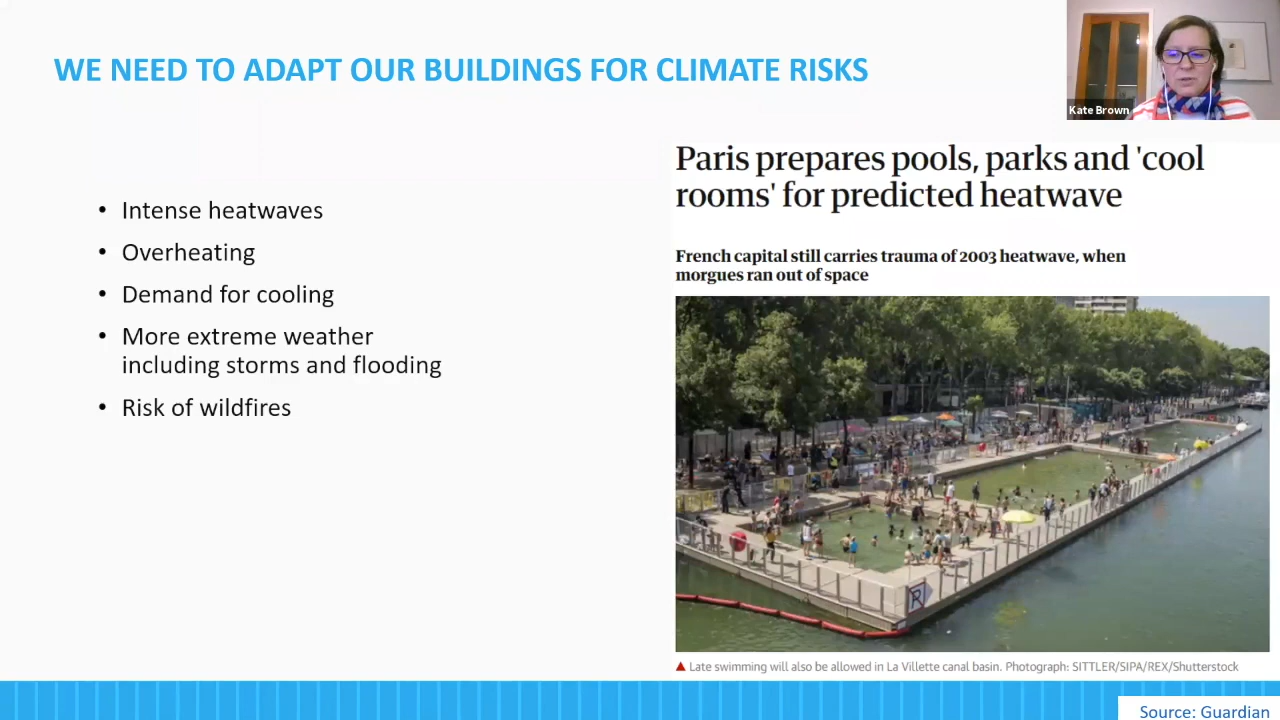 WE NEED TO ADAPT OUR BUILDINGS FOR CLIMATE RISKS
Kate Brown
• Intense heatwaves
• Overheating
• Demand for cooling
• More extreme weather
including storms and flooding
• Risk of wildfires
Paris prepares pools, parks and 'cool
rooms' for predicted heatwave
French capital still carries trauma of 2003 heatwave, when
morgues ran out of space
P
▲ Late swimming will also be allowed in La Villette canal basin. Photograph: SITTLER/SIPA/REX/Shutterstock
Source: Guardian